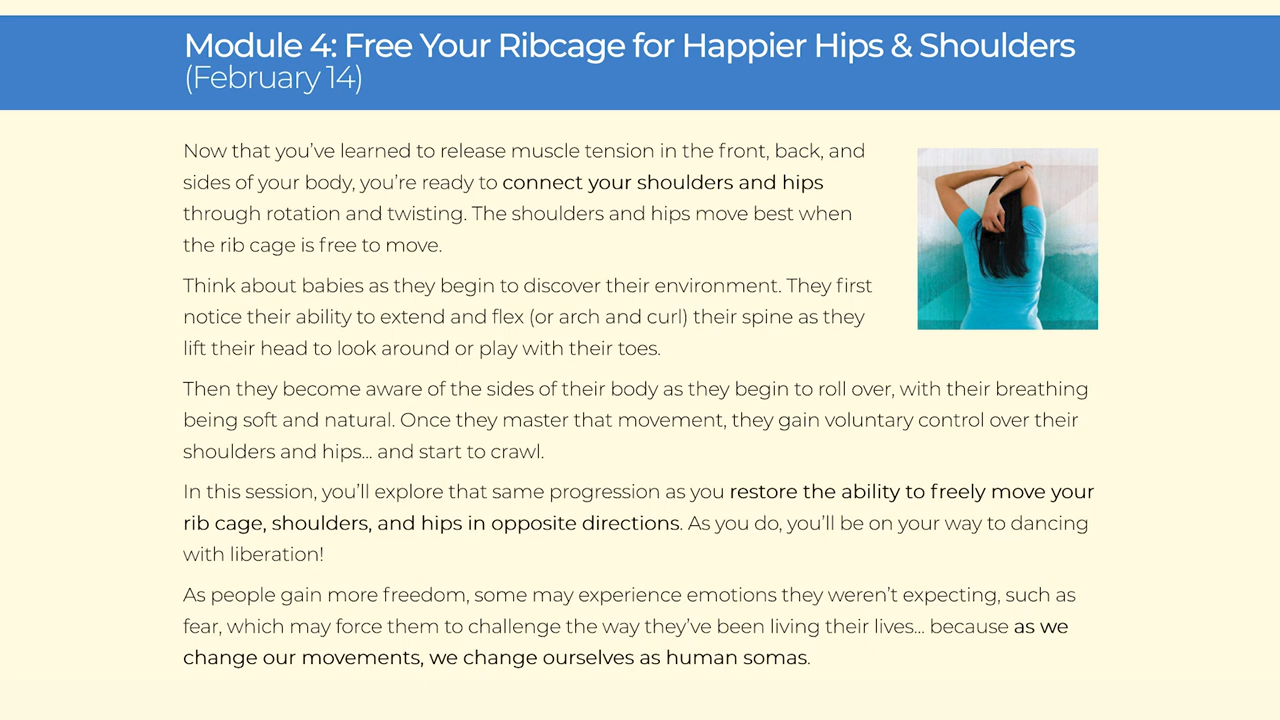 Module 4: Free Your Ribcage for Happier Hips & Shoulders
(February 14)
Now that you’ve learned to release muscle tension in the front, back, and
sides of your body, you’re ready to connect your shoulders and hips
through rotation and twisting. The shoulders and hips move best when
the rib cage is free to move.
Think about babies as they begin to discover their environment. They first
notice their ability to extend and flex (or arch and curl) their spine as they
lift their head to look around or play with their toes.
Then they become aware of the sides of their body as they begin to roll over, with their breathing
being soft and natural. Once they master that movement, they gain voluntary control over their
shoulders and hips... and start to crawl.
In this session, you’ll explore that same progression as you restore the ability to freely move your
rib cage, shoulders, and hips in opposite directions. As you do, you’ll be on your way to dancing
with liberation!
As people gain more freedom, some may experience emotions they weren’t expecting, such as
fear, which may force them to challenge the way they’ve been living their lives... because as we
change our movements, we change ourselves as human somas.